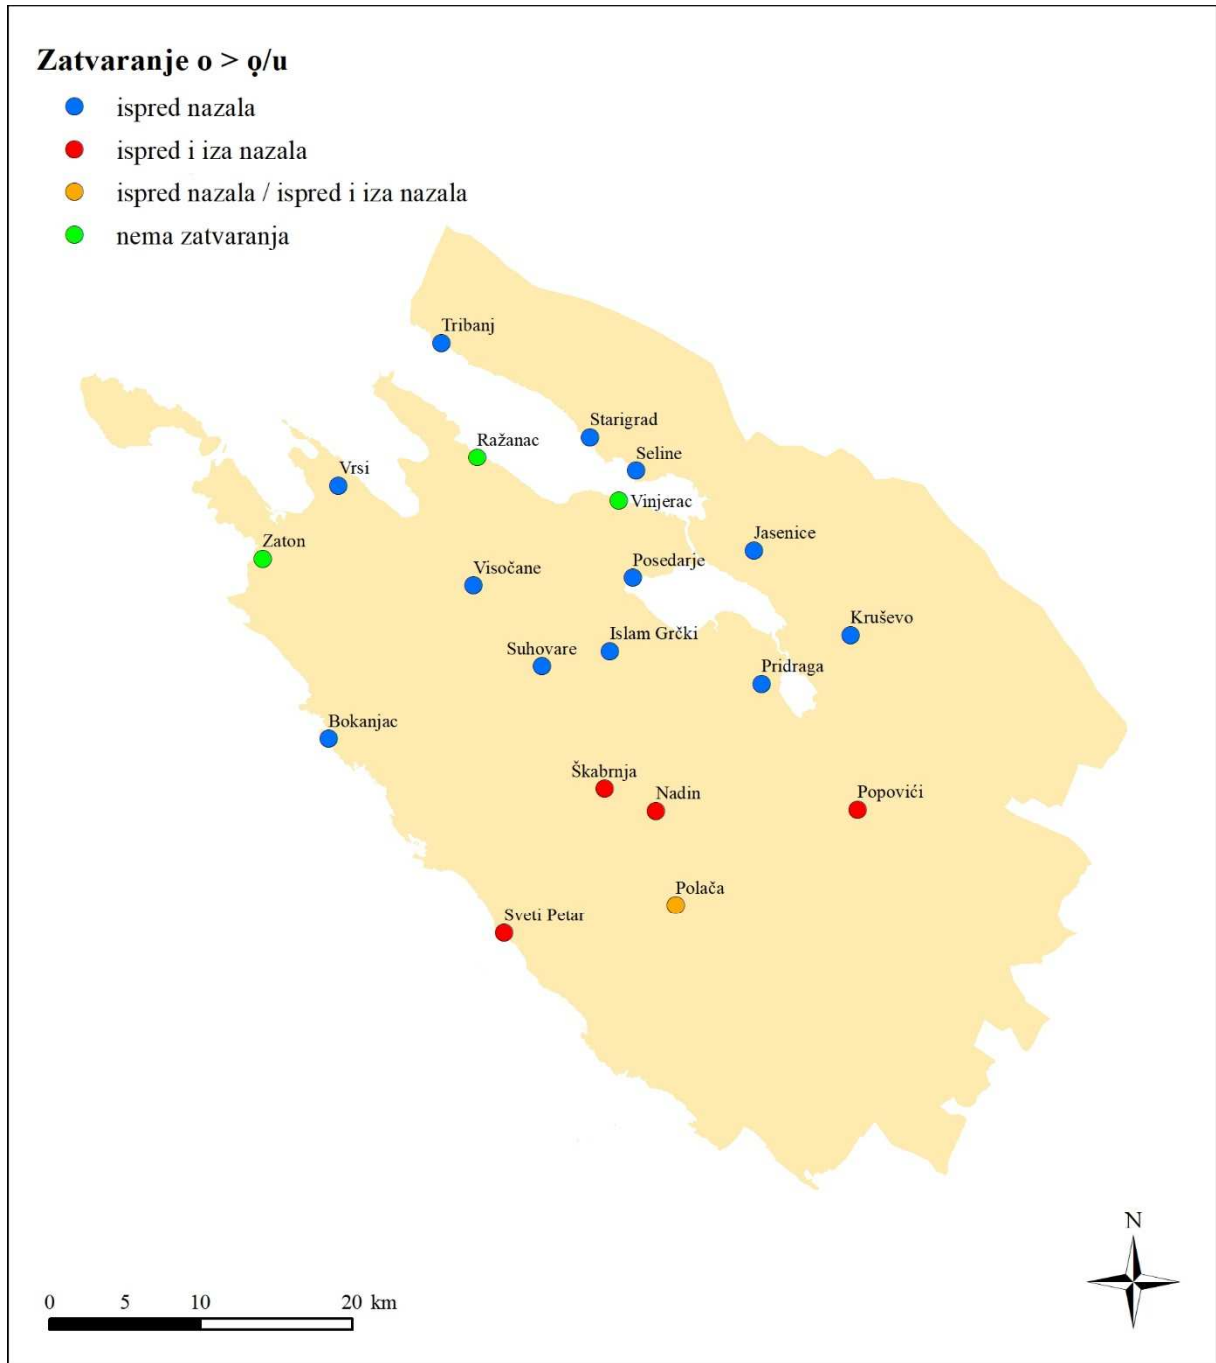 Zatvaranje o > ọ/u
ispred nazala
ispred i iza nazala
ispred nazala / ispred i iza nazala
nema zatvaranja
Tribanj
Starigrad
Ražanac
Seline
Vrsi
Vinjerac
Zaton
Jasenice
Visočane
Posedarje
Kruševo
Islam Grčki
Suhovare
Pridraga
Bokanjac
Škabrnja
Nadin
Popovići
Polača
Sveti Petar
N
0 5 10 20 km